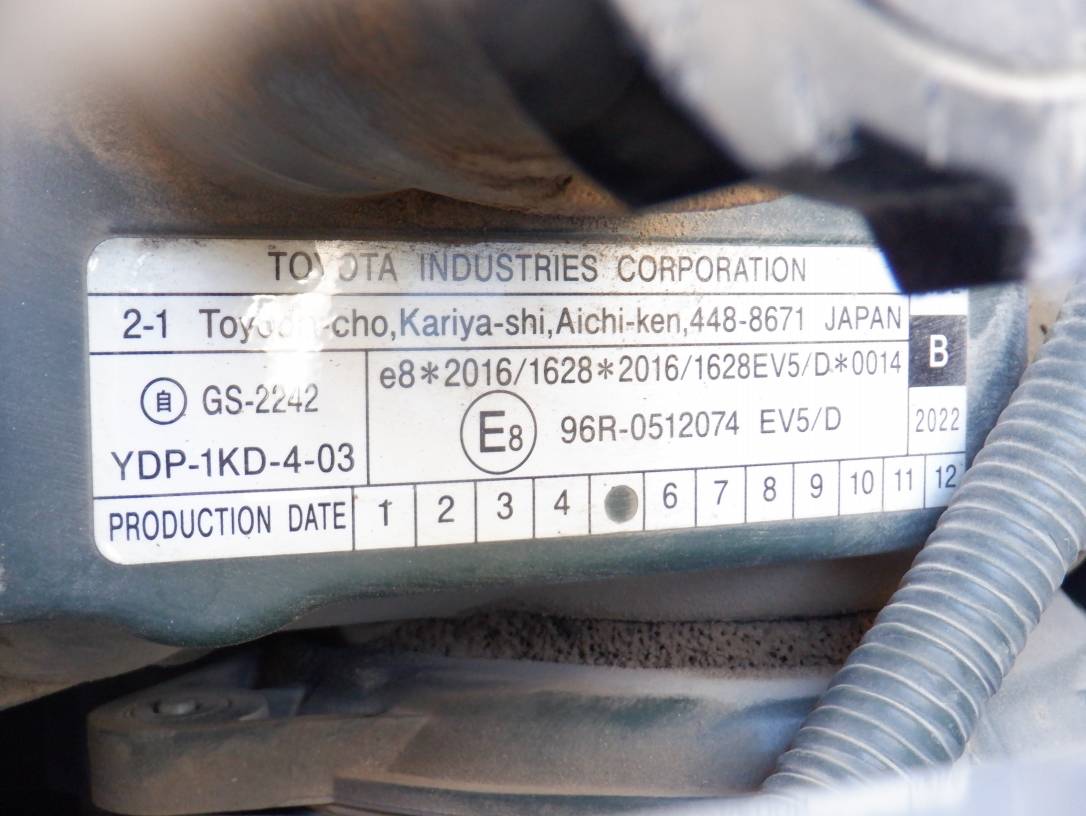 TOYOTA INDUSTRIES CORPORATION
2-1 Toyoda-cho,Kariya-shi,Aichi-ken,448-8671 JAPAN
B
e8*2016/1628*2016/1628EV5/D*0014
自 GS-2242
E8 96R-0512074 EV5/D
2022
YDP-1KD-4-03
PRODUCTION DATE 1 2 3 4 6 7 8 9 10 11 12